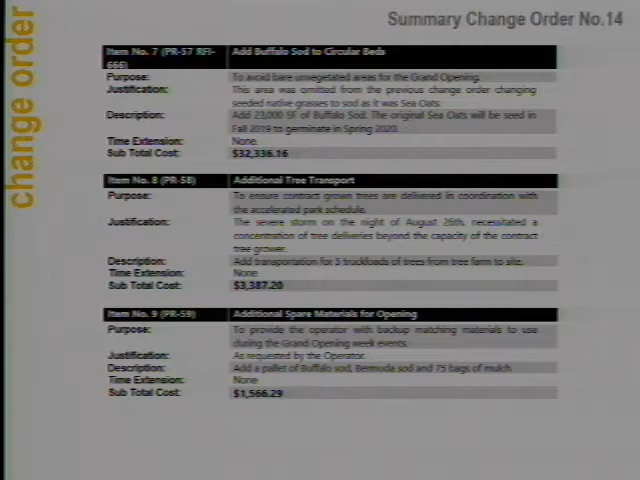 change order
Summary Change Order No.14
Item No. 7 (PR-57 RFI-
666)
Add Buffalo Sod to Circular Beds
Purpose: To avoid bare unvegetated areas for the Grand Opening.
Justification: This area was omitted from the previous change order changing
seeded native grasses to sod as it was Sea Oats.
Description: Add 23,000 SF of Buffalo Sod. The original Sea Oats will be seed in
Fall 2019 to germinate in Spring 2020.
Time Extension: None.
Sub Total Cost: $32,336.16
Item No. 8 (PR-58) Additional Tree Transport
Purpose: To ensure contract grown trees are delivered in coordination with
the accelerated park schedule.
Justification: The severe storm on the night of August 26th, necessitated a
concentration of tree deliveries beyond the capacity of the contract
tree grower.
Description: Add transportation for 5 truckloads of trees from tree farm to site.
Time Extension: None
Sub Total Cost: $3,387.20
Item No. 9 (PR-59) Additional Spare Materials for Opening
Purpose: To provide the operator with backup matching materials to use
during the Grand Opening week events.
Justification: As requested by the Operator.
Description: Add a pallet of Buffalo sod, Bermuda sod and 75 bags of mulch
Time Extension: None
Sub Total Cost: $1,566.29